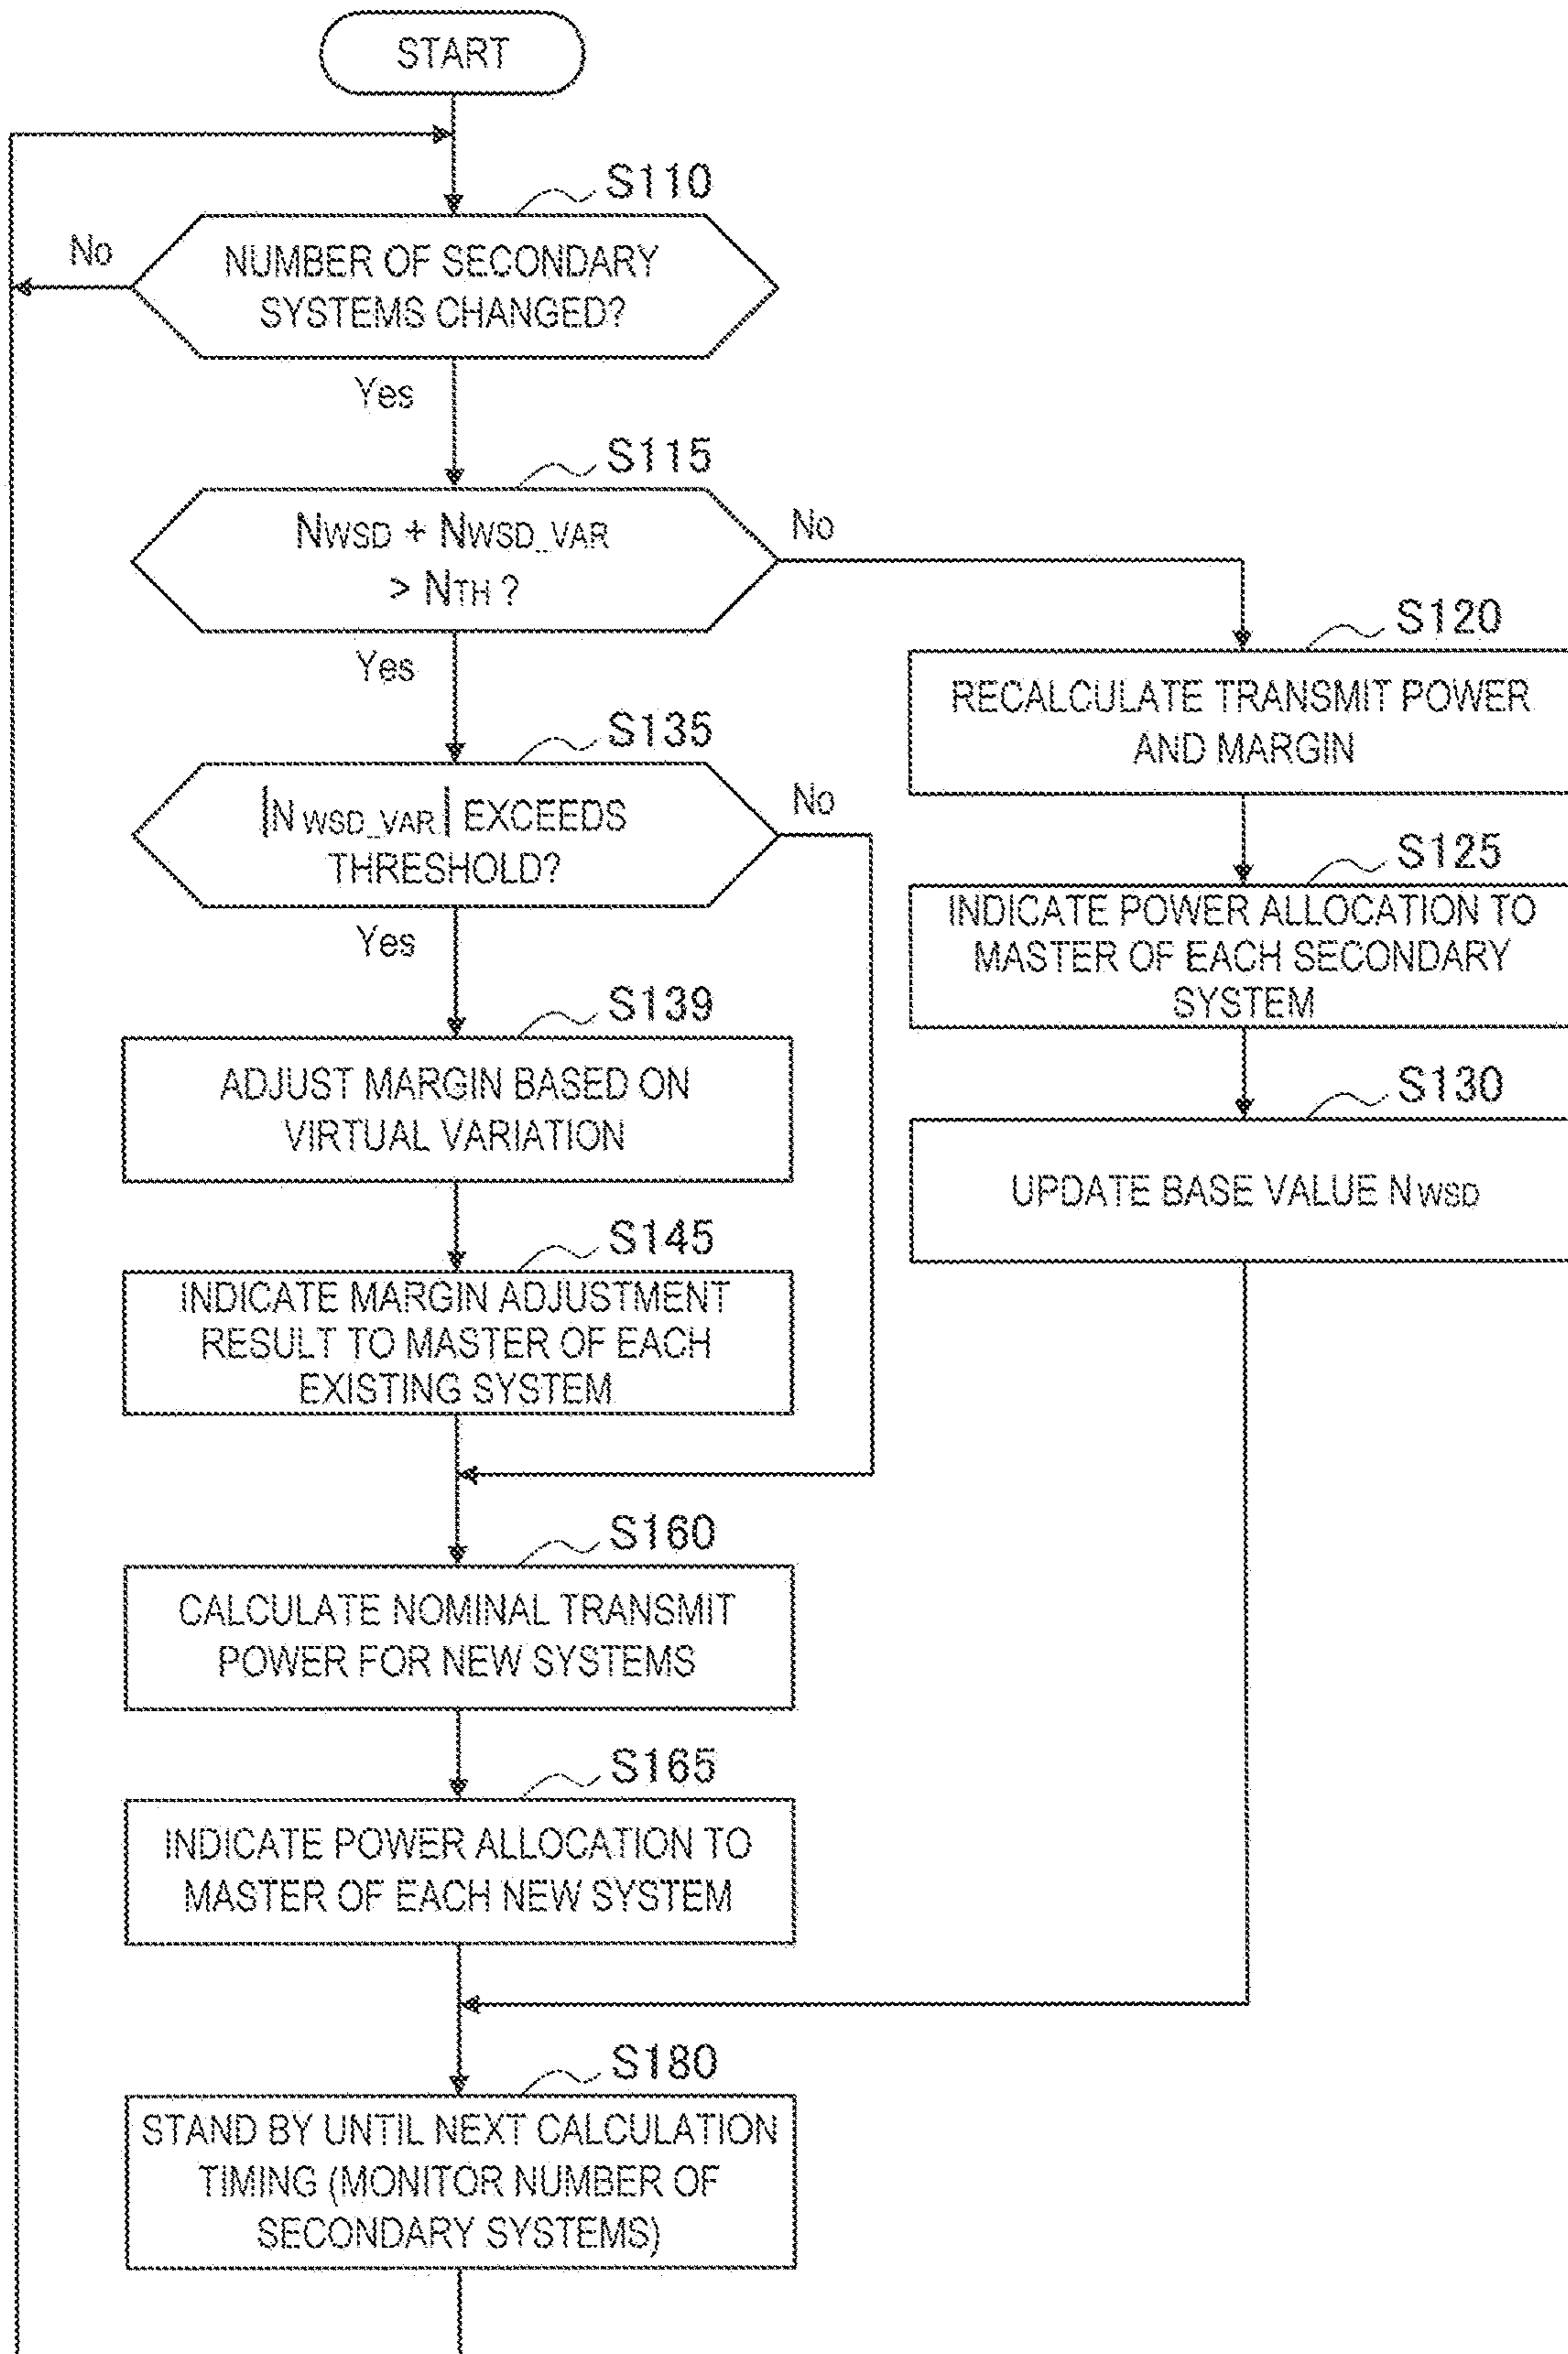 START
S110
No
NUMBER OF SECONDARY
SYSTEMS CHANGED?
Yes
S115
NWSD + NWSD_VAR
> NTH ?
No
Yes
S120
RECALCULATE TRANSMIT POWER
AND MARGIN
S135
|NWSD_VAR| EXCEEDS
THRESHOLD?
No
Yes
S125
INDICATE POWER ALLOCATION TO
MASTER OF EACH SECONDARY
SYSTEM
S139
ADJUST MARGIN BASED ON
VIRTUAL VARIATION
S130
UPDATE BASE VALUE NWSD
S145
INDICATE MARGIN ADJUSTMENT
RESULT TO MASTER OF EACH
EXISTING SYSTEM
S160
CALCULATE NOMINAL TRANSMIT
POWER FOR NEW SYSTEMS
S165
INDICATE POWER ALLOCATION TO
MASTER OF EACH NEW SYSTEM
S180
STAND BY UNTIL NEXT CALCULATION
TIMING (MONITOR NUMBER OF
SECONDARY SYSTEMS)